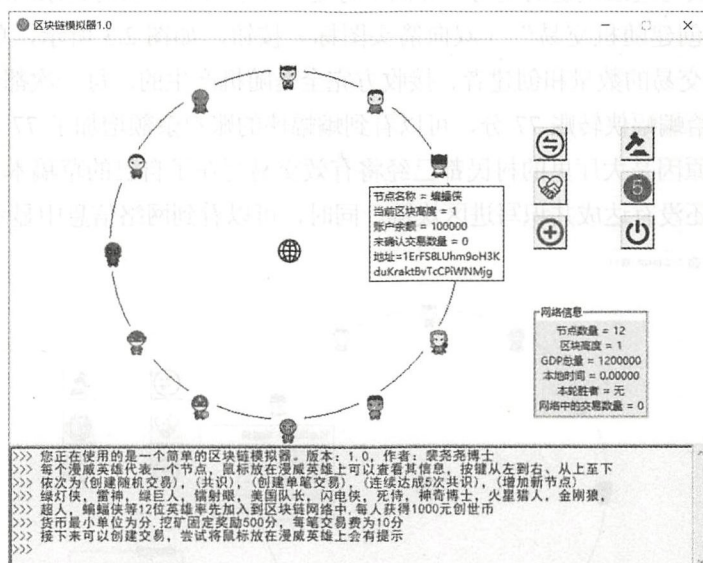 区块链模拟器1.0
节点名称 = 蝙蝠侠
当前区块高度 = 1
账户余额 = 100000
未确认交易数量 = 0
地址=1ErFS8LUhm9oH3K
duKraktBvTcCPiWNMjg
5
网络信息
节点数量 = 12
区块高度 = 1
GDP总量 = 1200000
本地时间 = 0.00000
本轮胜者 = 无
网络中的交易数量 = 0
>>> 您正在使用的是一个简单的区块链模拟器。版本：1.0，作者：裴尧尧博士
>>> 每个漫威英雄代表一个节点，鼠标放在漫威英雄上可以查看其信息，按键从左到右、从上至下
>>> 依次为(创建随机交易)，(共识)，(创建单笔交易)，(连续达成5次共识)，(增加新节点)
>>> 绿灯侠，雷神，绿巨人，镭射眼，美国队长，闪电侠，死侍，神奇博士，火星猎人，金刚狼，
>>> 超人，蝙蝠侠等12位英雄率先加入到区块链网络中，每人获得1000元创世币
>>> 货币最小单位为分，挖矿固定奖励500分，每笔交易费为10分
>>> 接下来可以创建交易，尝试将鼠标放在漫威英雄上会有提示
>>>